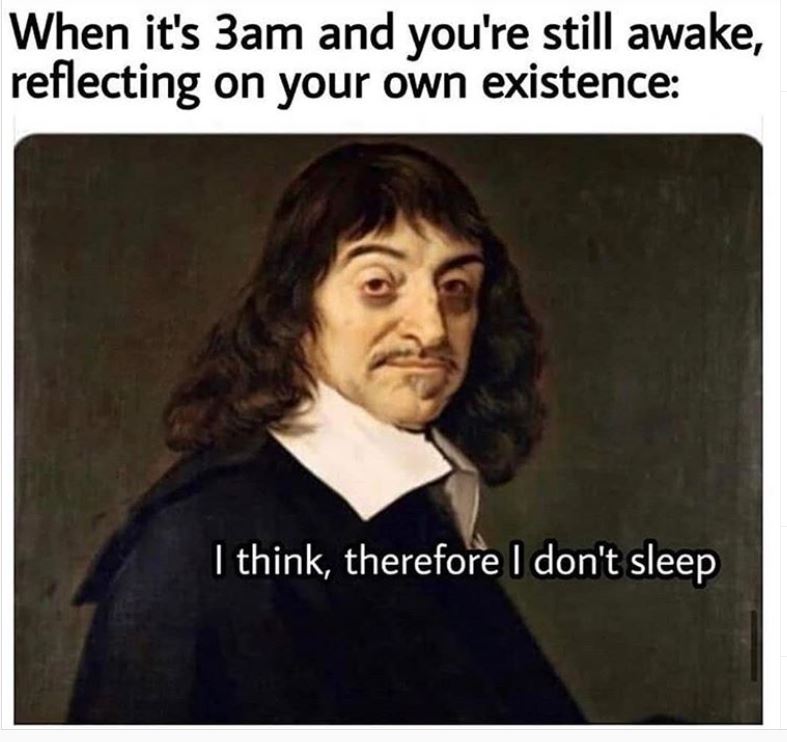 When it's 3am and you're still awake,
reflecting on your own existence:
I think, therefore I don't sleep